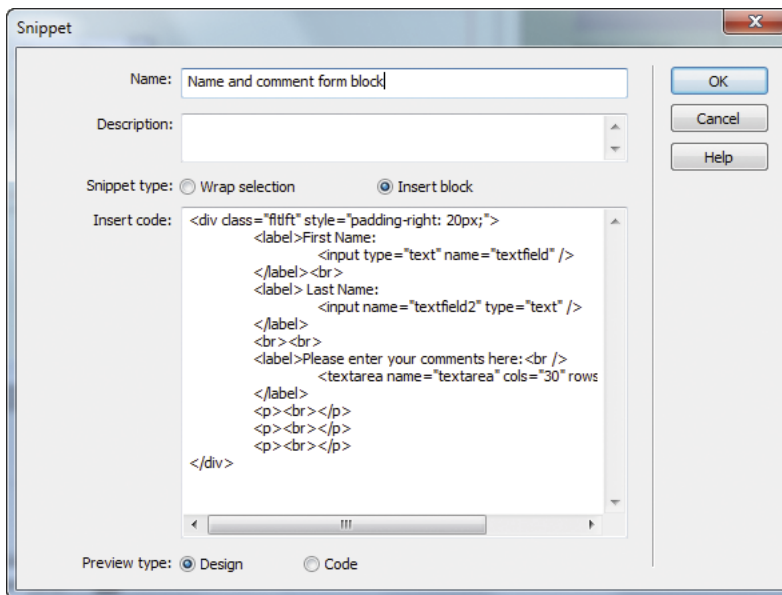 Snippet
Name: Name and comment form block
OK
Description:
Cancel
Help
Snippet type: Wrap selection Insert block
Insert code: <div class="fltlft" style="padding-right: 20px;">
<label>First Name:
<input type="text" name="textfield" />
</label><br>
<label> Last Name:
<input name="textfield2" type="text" />
</label>
<br><br>
<label>Please enter your comments here:<br />
<textarea name="textarea" cols="30" rows
</label>
<p><br></p>
<p><br></p>
<p><br></p>
</div>
Preview type: Design Code